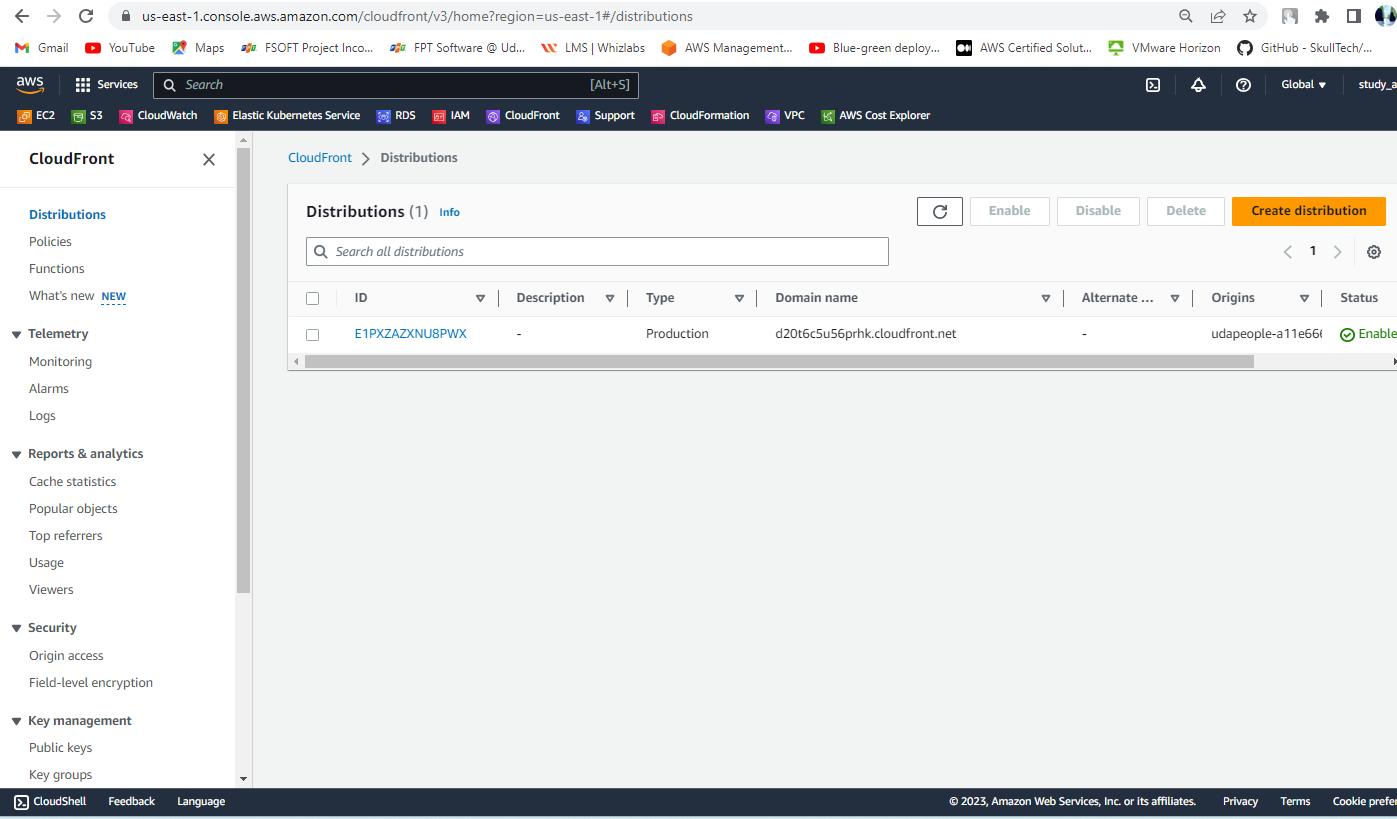 us-east-1.console.aws.amazon.com/cloudfront/v3/home?region=us-east-1#/distributions
Gmail YouTube Maps FSOFT Project Inco... FPT Software @ Ud... LMS | Whizlabs AWS Management... Blue-green deploy... AWS Certified Solut... VMware Horizon GitHub - SkullTech/...
aws Services Search [Alt+S] Global ▼ study_a
EC2 S3 CloudWatch Elastic Kubernetes Service RDS IAM CloudFront Support CloudFormation VPC AWS Cost Explorer
CloudFront
Distributions
Policies
Functions
What's new NEW
Telemetry
Monitoring
Alarms
Logs
Reports & analytics
Cache statistics
Popular objects
Top referrers
Usage
Viewers
Security
Origin access
Field-level encryption
Key management
Public keys
Key groups
CloudFront Distributions
Distributions (1) Info Enable Disable Delete Create distribution
Search all distributions 1
ID Description Type Domain name Alternate ... Origins Status
E1PXZAZXNU8PWX - Production d20t6c5u56prhk.cloudfront.net - udapeople-a11e666 Enable
CloudShell Feedback Language © 2023, Amazon Web Services, Inc. or its affiliates. Privacy Terms Cookie prefer